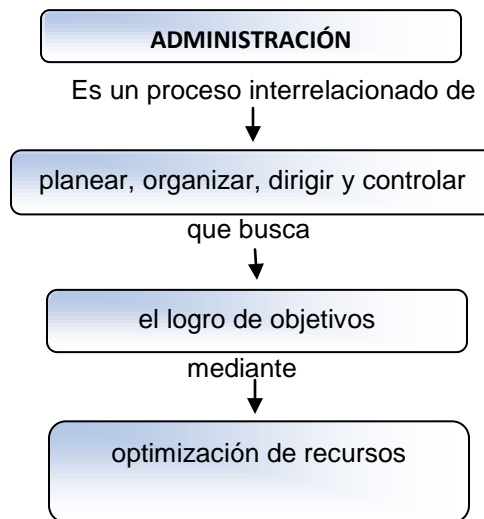 ADMINISTRACIÓN
Es un proceso interrelacionado de
planear, organizar, dirigir y controlar
que busca
el logro de objetivos
mediante
optimización de recursos